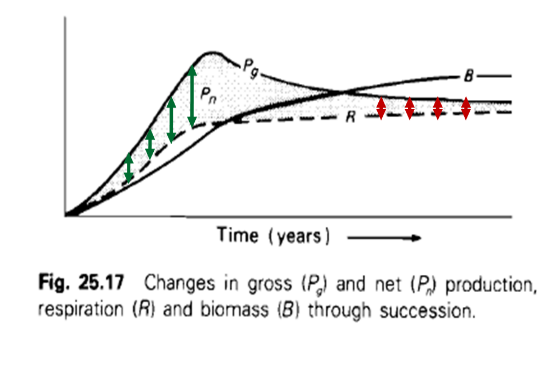 Pg
B
Pn
R
Time (years)
Fig. 25.17 Changes in gross (Pg) and net (Pn) production,
respiration (R) and biomass (B) through succession.